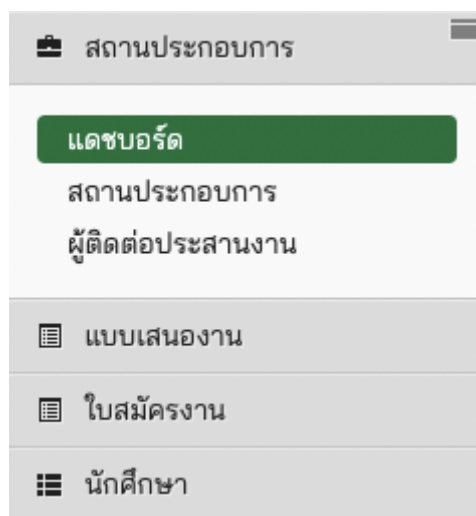 สถานประกอบการ
แดชบอร์ด
สถานประกอบการ
ผู้ติดต่อประสานงาน
แบบเสนองาน
ใบสมัครงาน
นักศึกษา